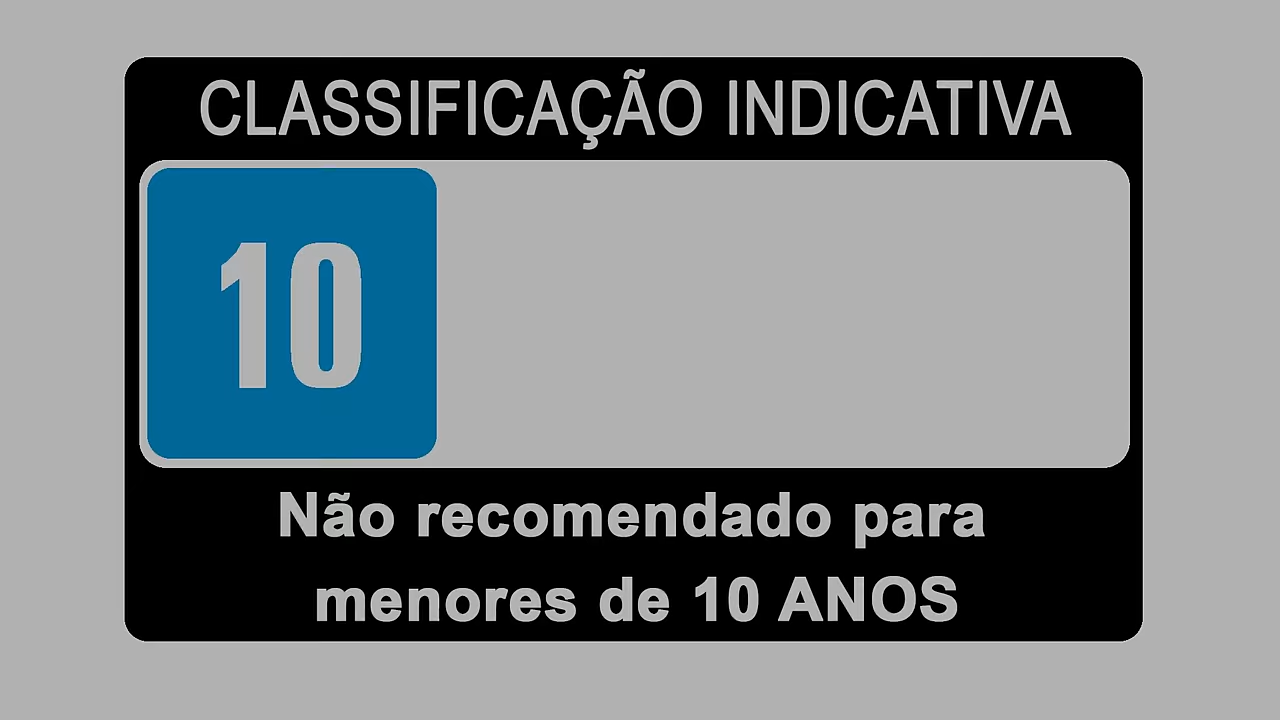 CLASSIFICAÇÃO INDICATIVA
10
Não recomendado para
menores de 10 ANOS